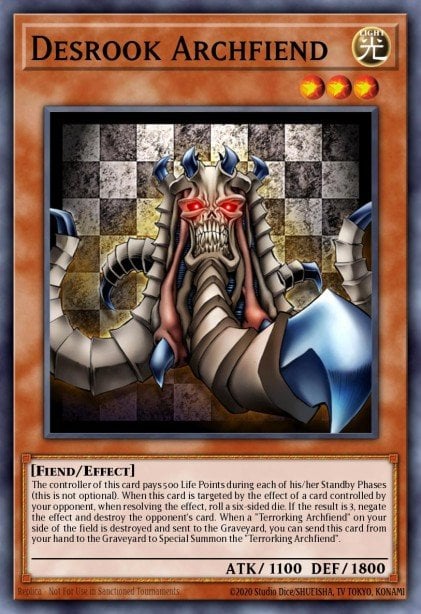 DESROOK ARCHFIEND
LIGHT
光
[FIEND/EFFECT]
The controller of this card pays 500 Life Points during each of his/her Standby Phases
(this is not optional). When this card is targeted by the effect of a card controlled by
your opponent, when resolving the effect, roll a six-sided die. If the result is 3, negate
the effect and destroy the opponent's card. When a "Terrorking Archfiend" on your
side of the field is destroyed and sent to the Graveyard, you can send this card from
your hand to the Graveyard to Special Summon the "Terrorking Archfiend".
ATK/ 1100 DEF/1800
Replica - Not For Use in Sanctioned Tournaments
©2020 Studio Dice/SHUEISHA, TV TOKYO, KONAMI